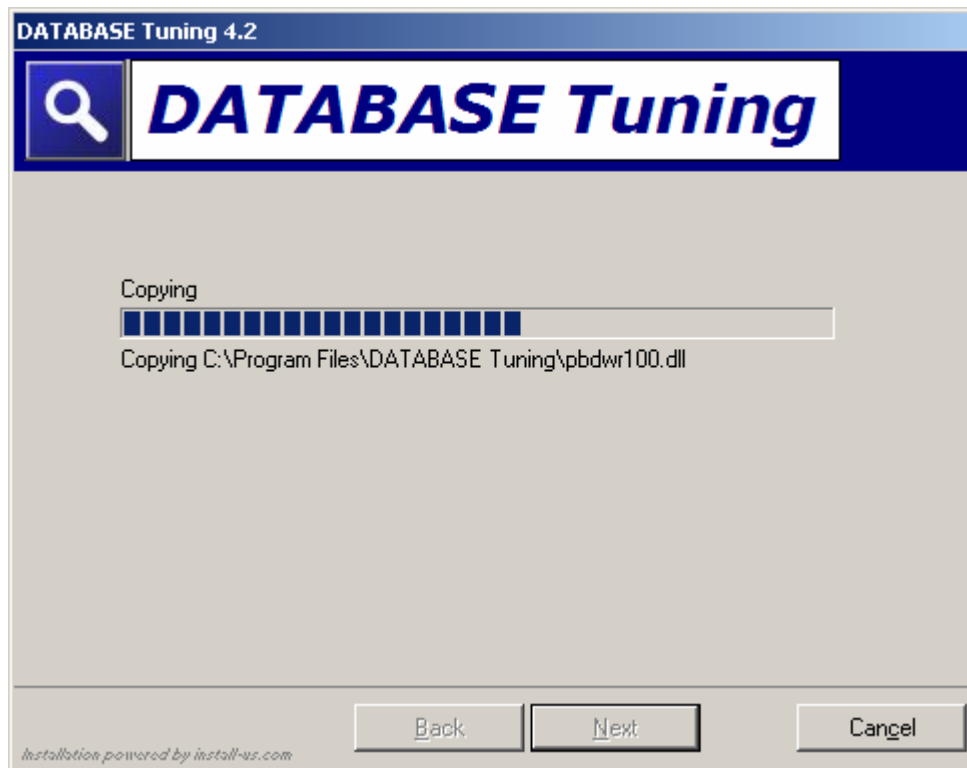 DATABASE Tuning 4.2
DATABASE Tuning
Copying
Copying C:\Program Files\DATABASE Tuning\pbdwr100.dll
Back
Next
Cancel
Installation powered by install-us.com